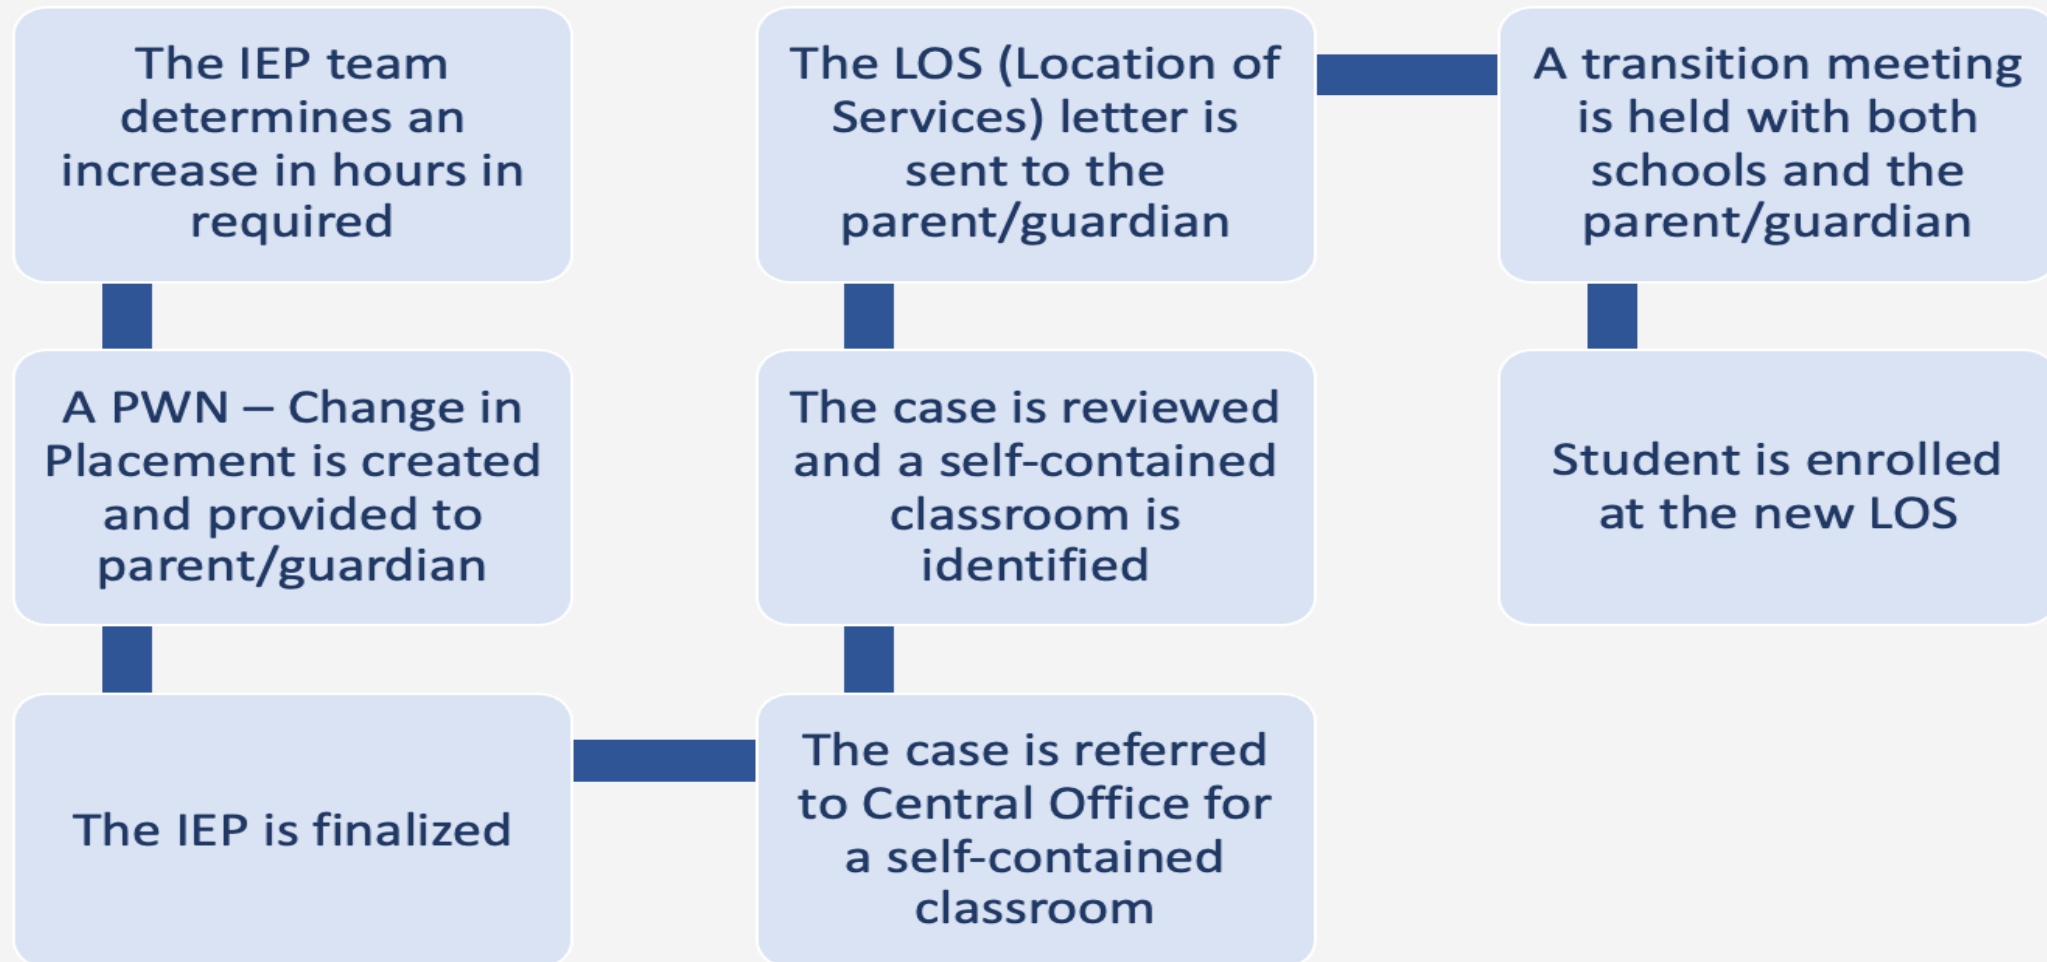 The IEP team
determines an
increase in hours in
required
A PWN – Change in
Placement is created
and provided to
parent/guardian
The IEP is finalized
The case is referred
to Central Office for
a self-contained
classroom
The case is reviewed
and a self-contained
classroom is
identified
The LOS (Location of
Services) letter is
sent to the
parent/guardian
A transition meeting
is held with both
schools and the
parent/guardian
Student is enrolled
at the new LOS